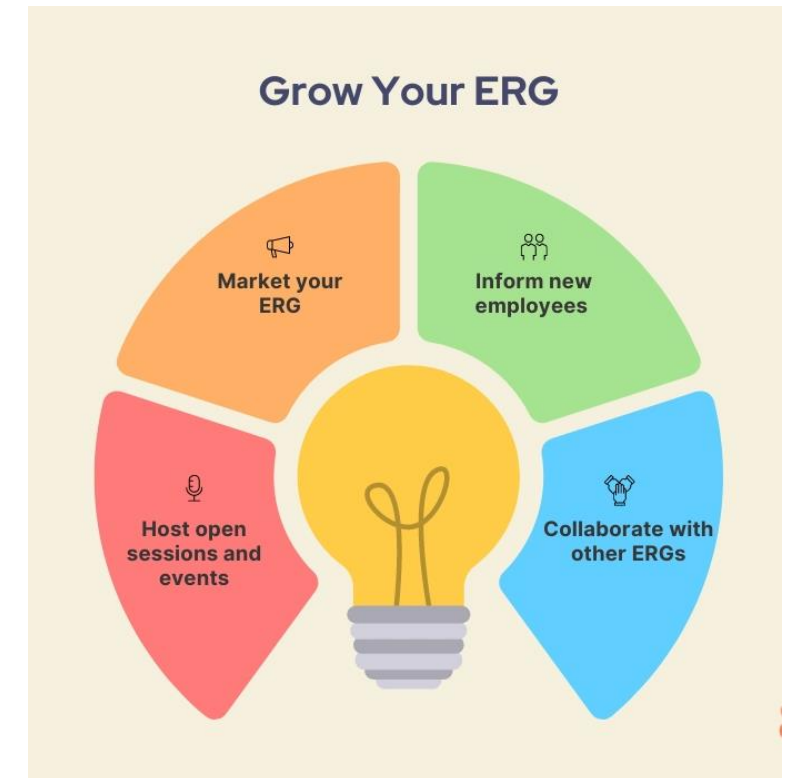 Grow Your ERG
Market your
ERG
Inform new
employees
Host open
sessions and
events
Collaborate with
other ERGs